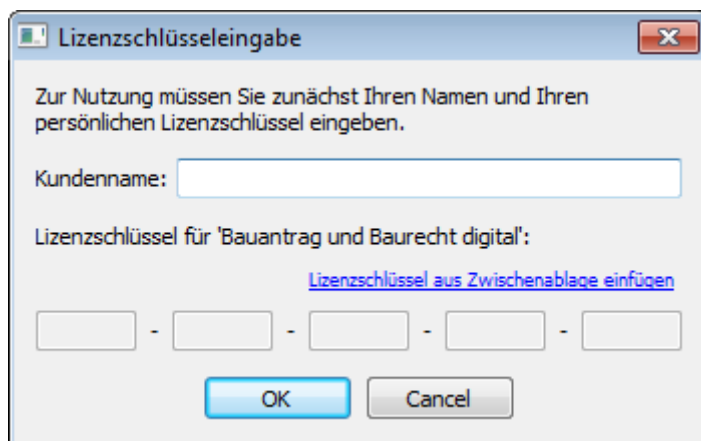 Lizenzschlüsseleingabe
Zur Nutzung müssen Sie zunächst Ihren Namen und Ihren
persönlichen Lizenzschlüssel eingeben.
Kundenname:
Lizenzschlüssel für 'Bauantrag und Baurecht digital':
Lizenzschlüssel aus Zwischenablage einfügen
- - - -
OK Cancel